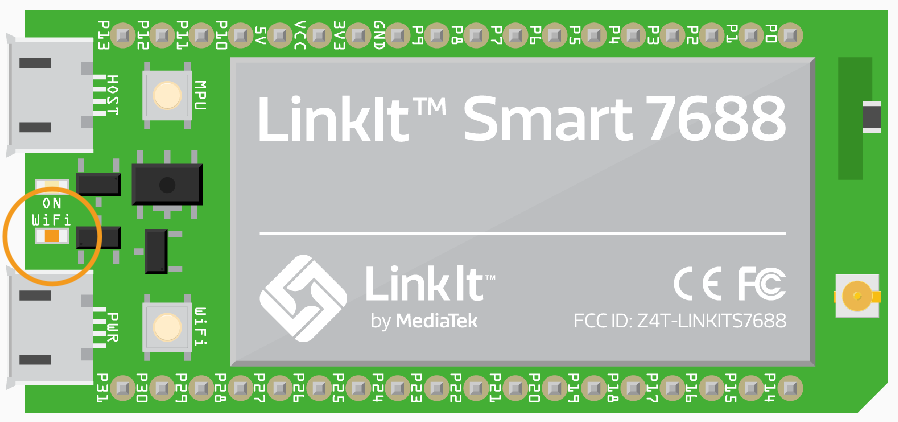 P13 P12 P11 P10 5V VCC 3V3 GND P9 P8 P7 P6 P5 P4 P3 P2 P1 P0
HOST
MPU
LinkIt™ Smart 7688
ON
WiFi
LinkIt™
by MediaTek
CE FC
FCC ID: Z4T-LINKITS7688
PWR
WiFi
P31 P30 P29 P28 P27 P26 P25 P24 P23 P22 P21 P20 P19 P18 P17 P16 P15 P14